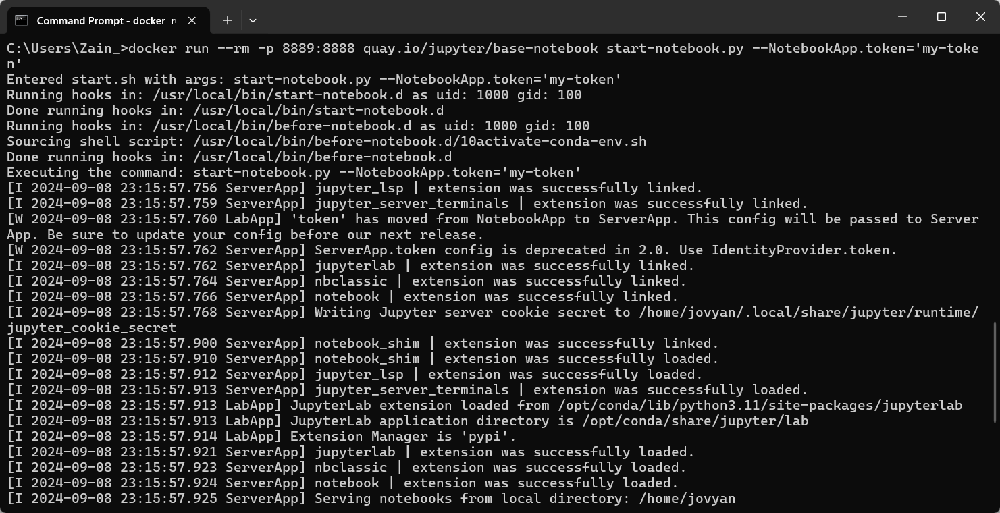 Command Prompt - docker r
C:\Users\Zain_>docker run --rm -p 8889:8888 quay.io/jupyter/base-notebook start-notebook.py --NotebookApp.token='my-toke
n'
Entered start.sh with args: start-notebook.py --NotebookApp.token='my-token'
Running hooks in: /usr/local/bin/start-notebook.d as uid: 1000 gid: 100
Done running hooks in: /usr/local/bin/start-notebook.d
Running hooks in: /usr/local/bin/before-notebook.d as uid: 1000 gid: 100
Sourcing shell script: /usr/local/bin/before-notebook.d/10activate-conda-env.sh
Done running hooks in: /usr/local/bin/before-notebook.d
Executing the command: start-notebook.py --NotebookApp.token='my-token'
[I 2024-09-08 23:15:57.756 ServerApp] jupyter_lsp | extension was successfully linked.
[I 2024-09-08 23:15:57.759 ServerApp] jupyter_server_terminals | extension was successfully linked.
[W 2024-09-08 23:15:57.760 LabApp] 'token' has moved from NotebookApp to ServerApp. This config will be passed to Server
App. Be sure to update your config before our next release.
[W 2024-09-08 23:15:57.762 ServerApp] ServerApp.token config is deprecated in 2.0. Use IdentityProvider.token.
[I 2024-09-08 23:15:57.762 ServerApp] jupyterlab | extension was successfully linked.
[I 2024-09-08 23:15:57.764 ServerApp] nbclassic | extension was successfully linked.
[I 2024-09-08 23:15:57.766 ServerApp] notebook | extension was successfully linked.
[I 2024-09-08 23:15:57.768 ServerApp] Writing Jupyter server cookie secret to /home/jovyan/.local/share/jupyter/runtime/
jupyter_cookie_secret
[I 2024-09-08 23:15:57.900 ServerApp] notebook_shim | extension was successfully linked.
[I 2024-09-08 23:15:57.910 ServerApp] notebook_shim | extension was successfully loaded.
[I 2024-09-08 23:15:57.912 ServerApp] jupyter_lsp | extension was successfully loaded.
[I 2024-09-08 23:15:57.913 ServerApp] jupyter_server_terminals | extension was successfully loaded.
[I 2024-09-08 23:15:57.913 LabApp] JupyterLab extension loaded from /opt/conda/lib/python3.11/site-packages/jupyterlab
[I 2024-09-08 23:15:57.913 LabApp] JupyterLab application directory is /opt/conda/share/jupyter/lab
[I 2024-09-08 23:15:57.914 LabApp] Extension Manager is 'pypi'.
[I 2024-09-08 23:15:57.921 ServerApp] jupyterlab | extension was successfully loaded.
[I 2024-09-08 23:15:57.923 ServerApp] nbclassic | extension was successfully loaded.
[I 2024-09-08 23:15:57.924 ServerApp] notebook | extension was successfully loaded.
[I 2024-09-08 23:15:57.925 ServerApp] Serving notebooks from local directory: /home/jovyan